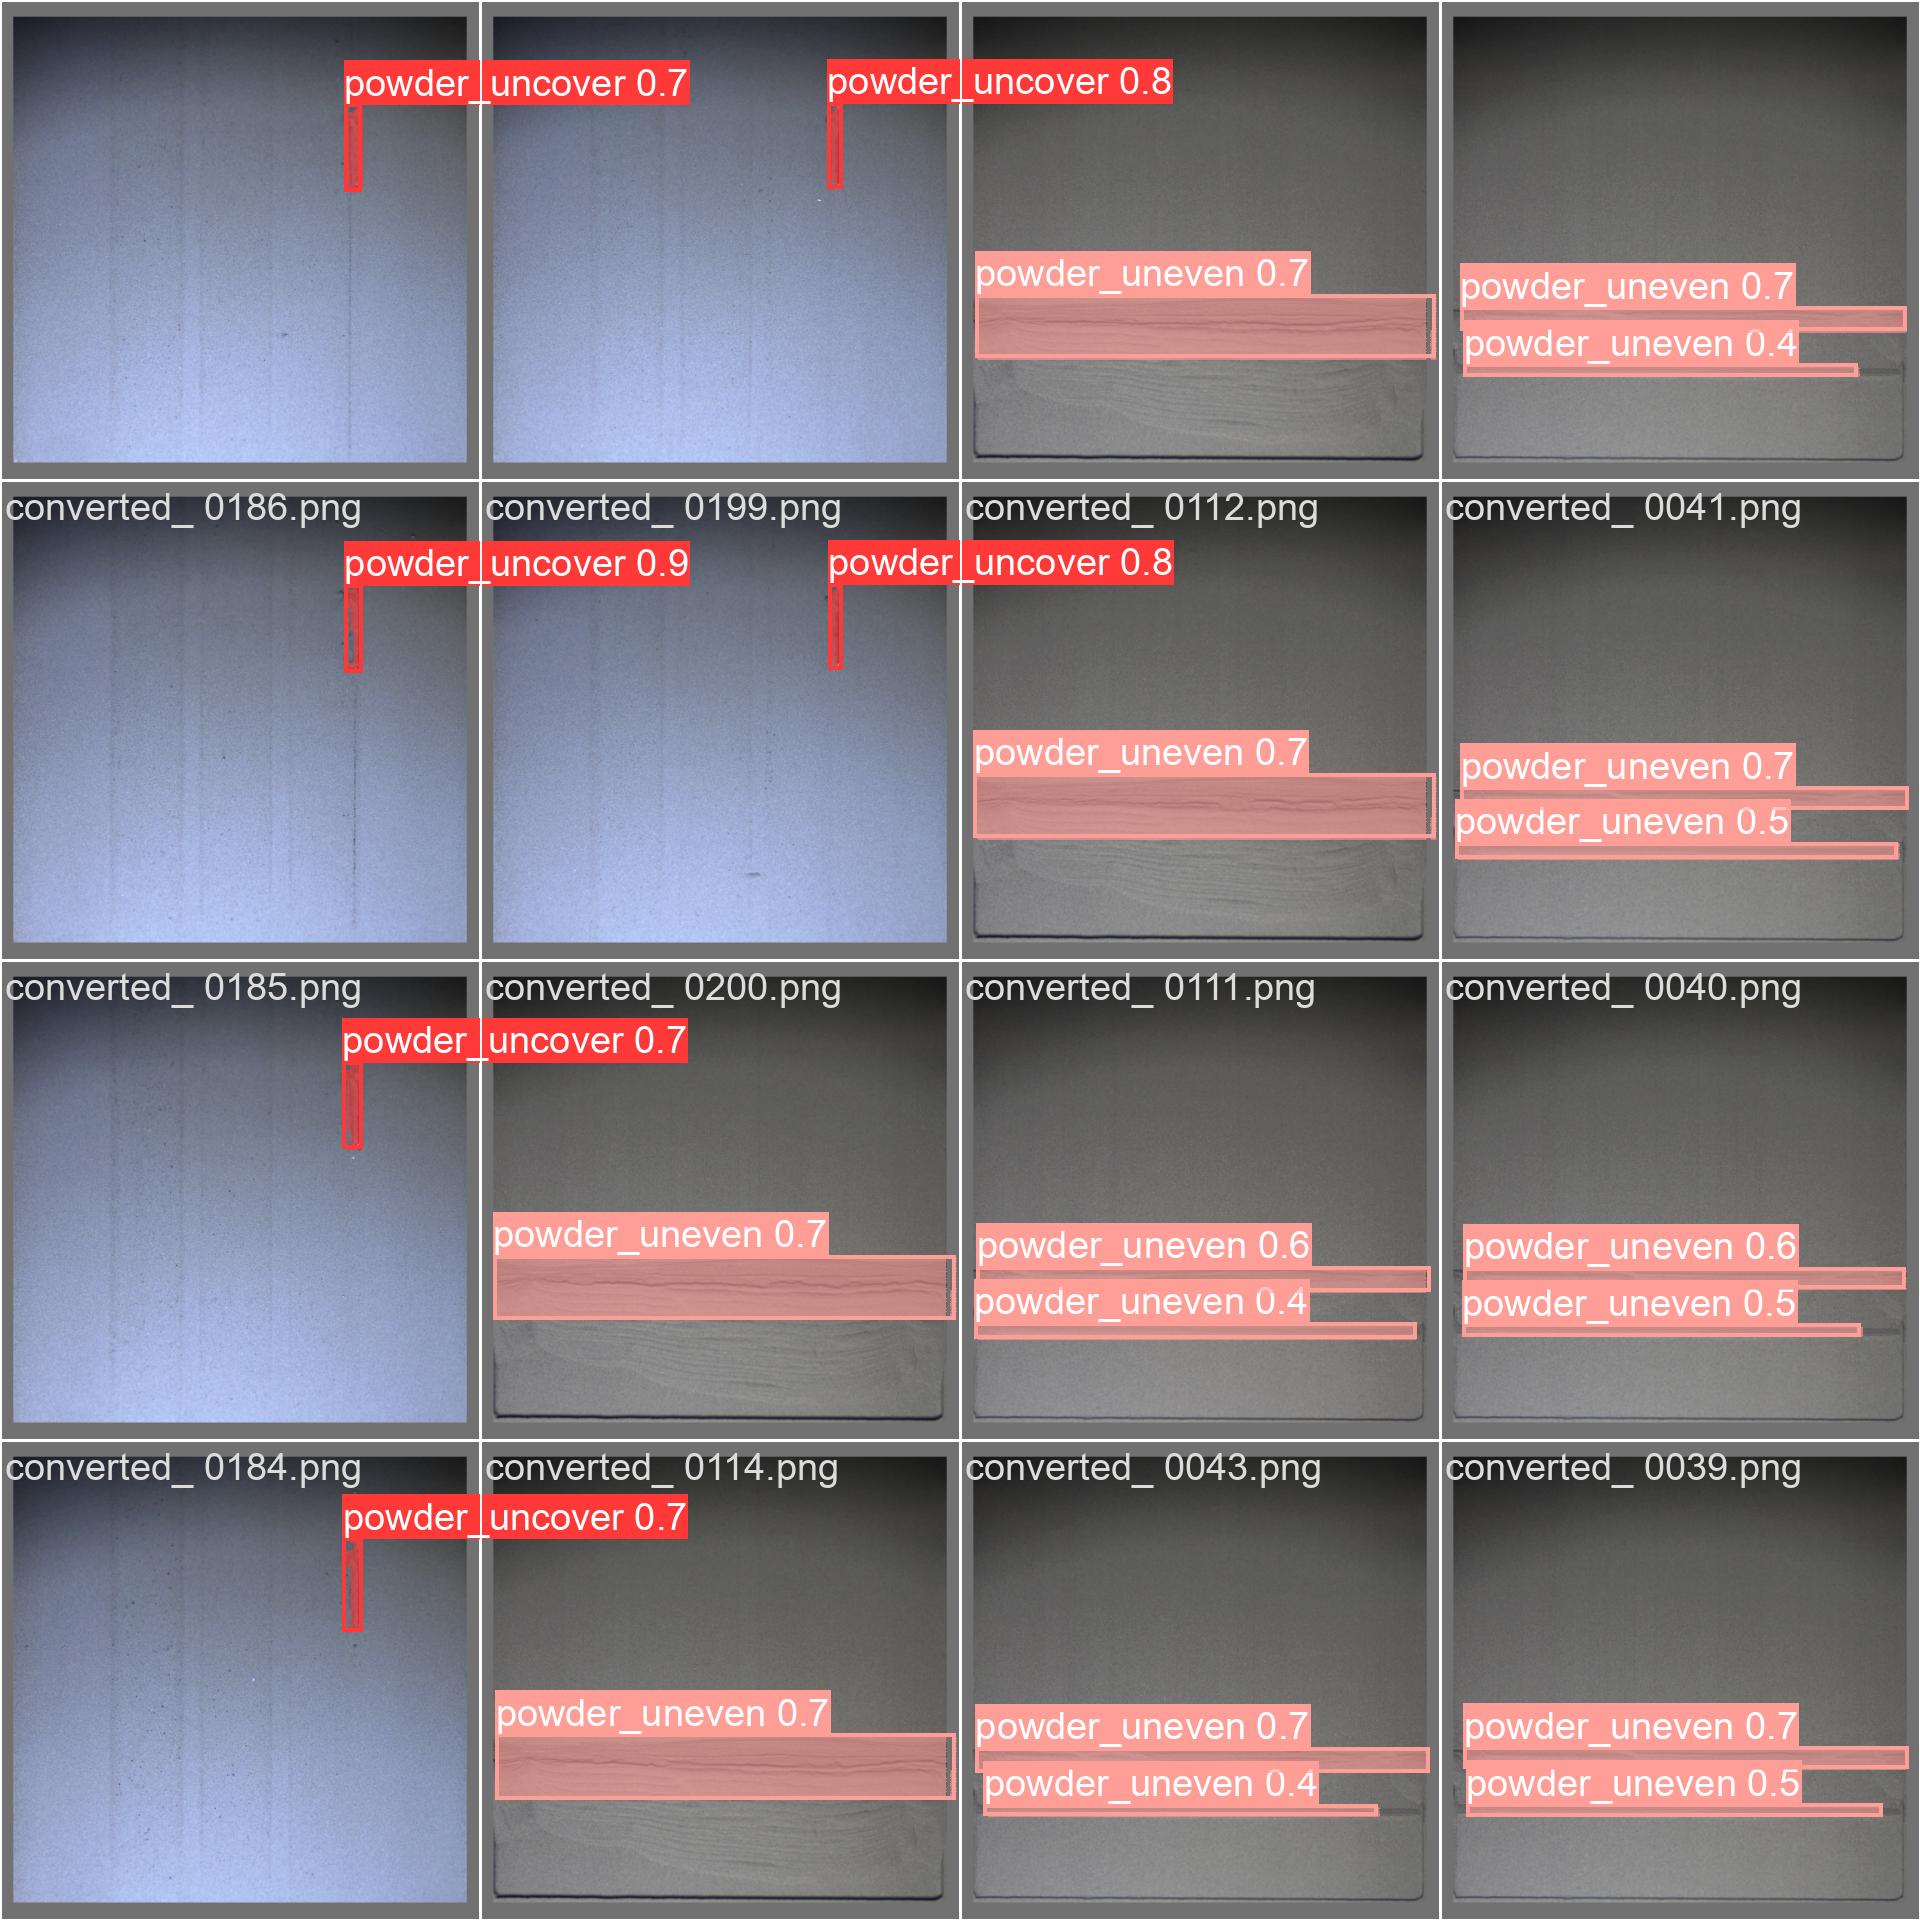 powder_uncover 0.7
powder_uncover 0.8
powder_uneven 0.7
powder_uneven 0.7
powder_uneven 0.4
converted_ 0186.png
converted_ 0199.png
converted_ 0112.png
converted_ 0041.png
powder_uncover 0.9
powder_uncover 0.8
powder_uneven 0.7
powder_uneven 0.7
powder_uneven 0.5
converted_ 0185.png
converted_ 0200.png
converted_ 0111.png
converted_ 0040.png
powder_uncover 0.7
powder_uneven 0.7
powder_uneven 0.6
powder_uneven 0.4
powder_uneven 0.6
powder_uneven 0.5
converted_ 0184.png
converted_ 0114.png
converted_ 0043.png
converted_ 0039.png
powder_uncover 0.7
powder_uneven 0.7
powder_uneven 0.7
powder_uneven 0.4
powder_uneven 0.7
powder_uneven 0.5